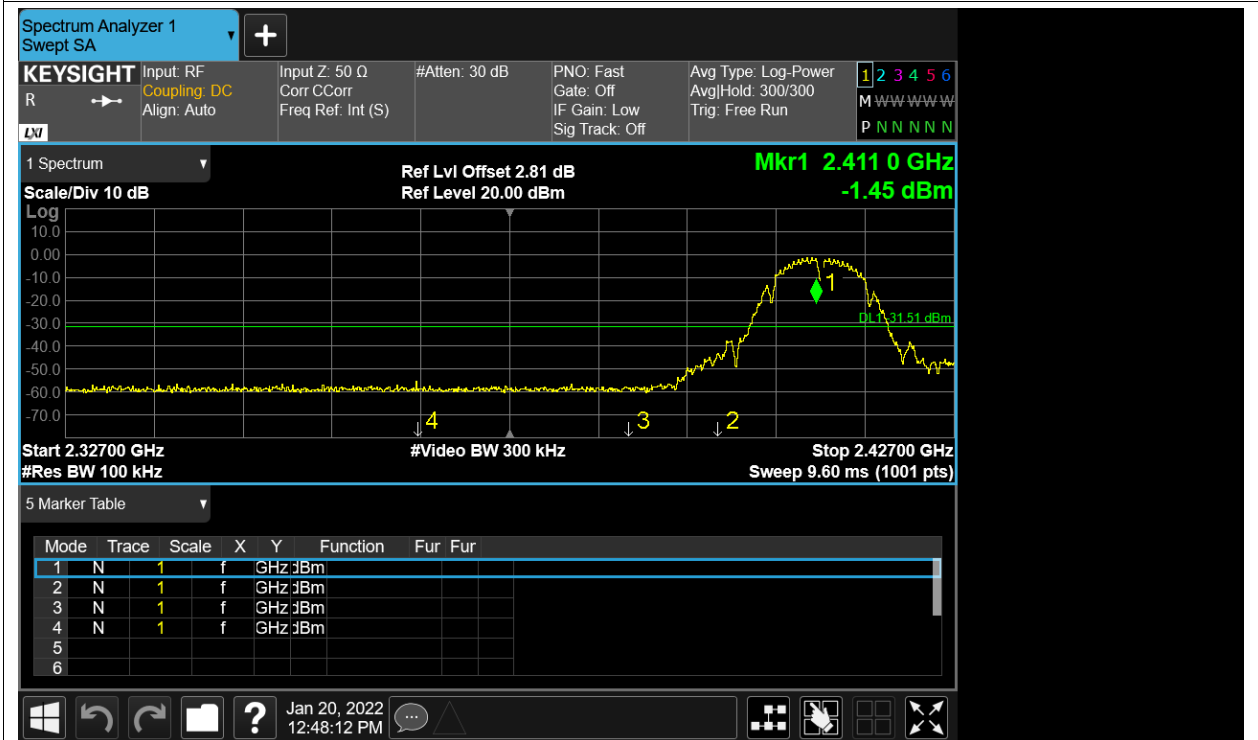 Spectrum Analyzer 1
Swept SA
KEYSIGHT
R
LXI
Input: RF
Coupling: DC
Align: Auto
Input Z: 50 Ω
Corr CCorr
Freq Ref: Int (S)
#Atten: 30 dB
PNO: Fast
Gate: Off
IF Gain: Low
Sig Track: Off
Avg Type: Log-Power
Avg|Hold: 300/300
Trig: Free Run
1 2 3 4 5 6
M W W W W W
P N N N N N
1 Spectrum
Scale/Div 10 dB
Ref Lvl Offset 2.81 dB
Ref Level 20.00 dBm
Mkr1 2.411 0 GHz
-1.45 dBm
Log
10.0
0.00
-10.0
-20.0
-30.0
-40.0
-50.0
-60.0
-70.0
1
DL1 -31.51 dBm
4
3
2
Start 2.32700 GHz
#Video BW 300 kHz
Stop 2.42700 GHz
#Res BW 100 kHz
Sweep 9.60 ms (1001 pts)
5 Marker Table
Mode Trace Scale X Y Function Fur Fur
1 N 1 f GHz dBm
2 N 1 f GHz dBm
3 N 1 f GHz dBm
4 N 1 f GHz dBm
5
6
?
Jan 20, 2022
12:48:12 PM